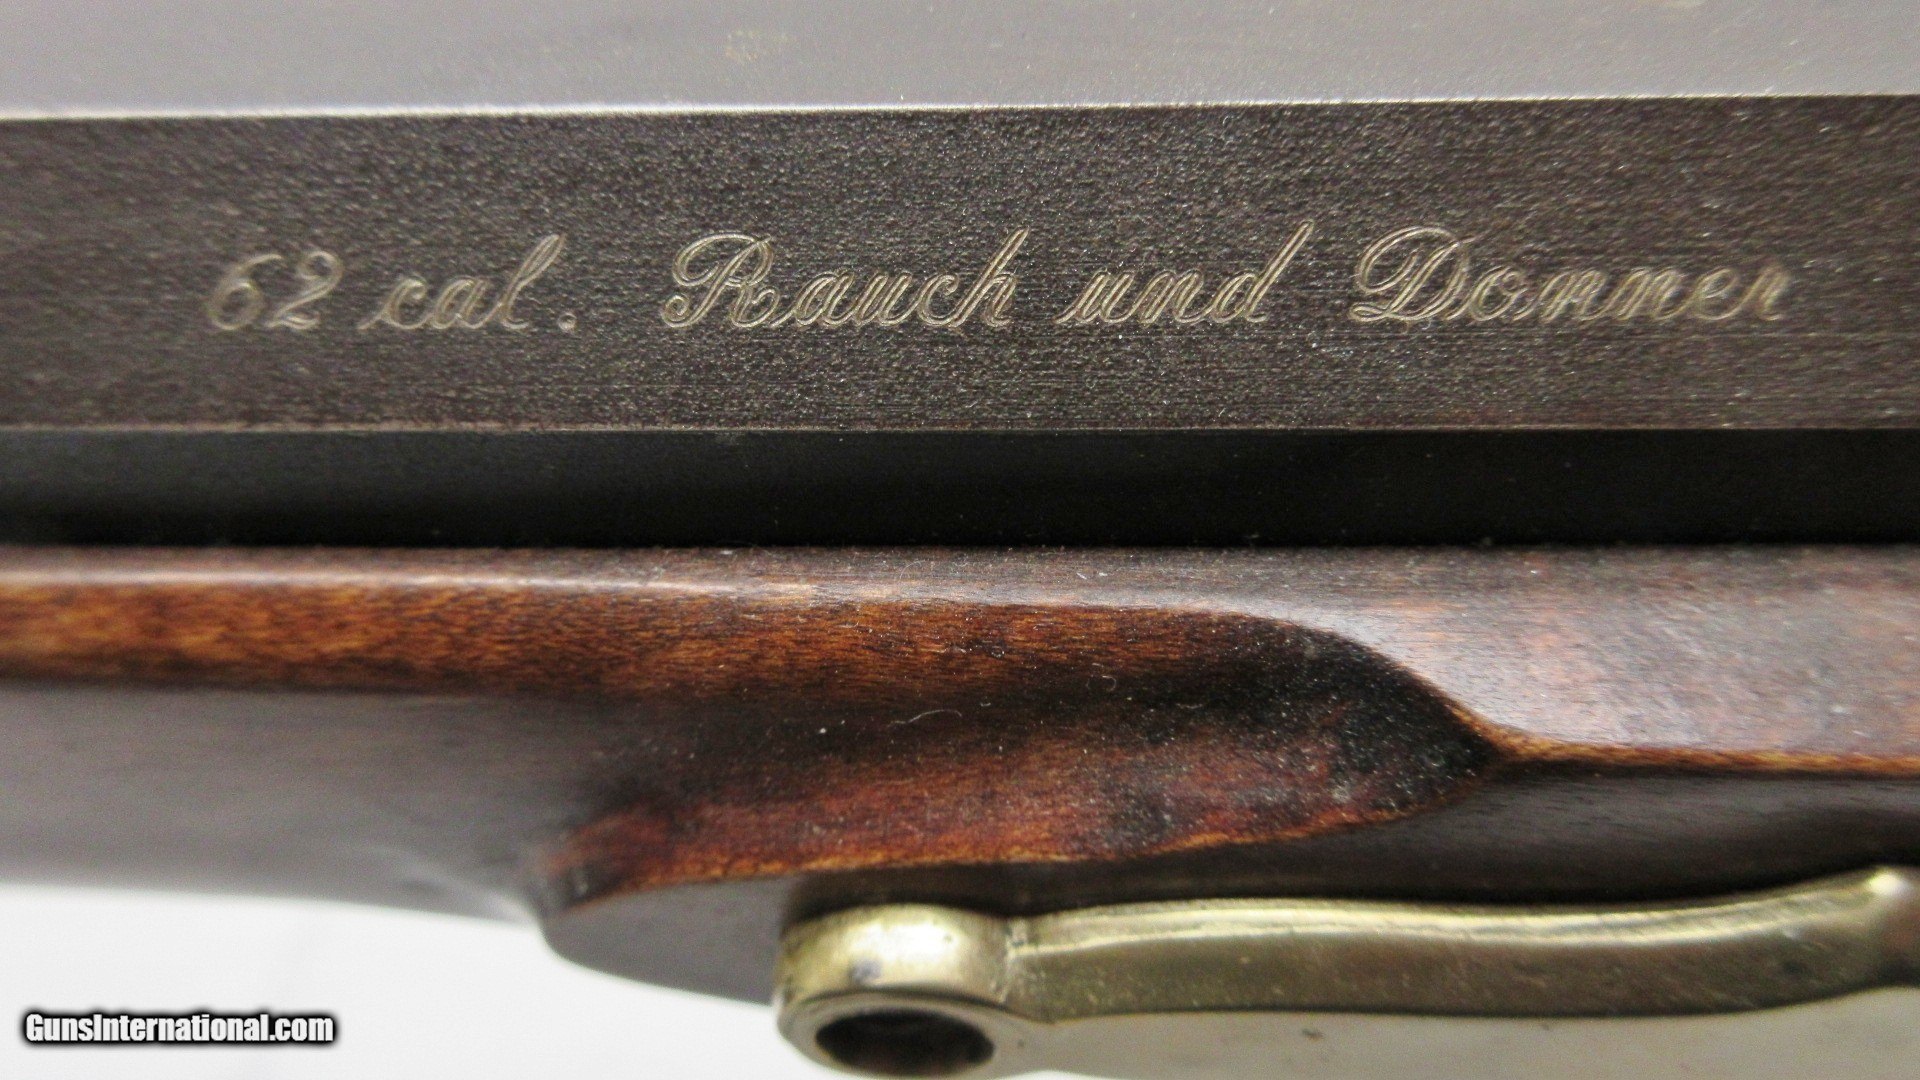 62 cal. Rauch und Donner
GunsInternational.com